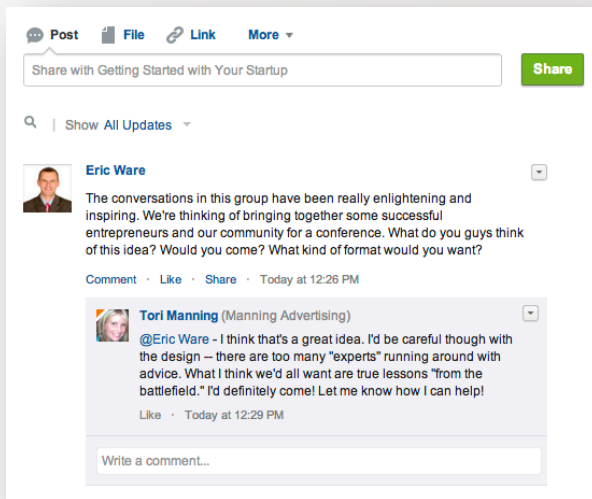 Post File Link More
Share with Getting Started with Your Startup Share
Show All Updates
Eric Ware
The conversations in this group have been really enlightening and
inspiring. We're thinking of bringing together some successful
entrepreneurs and our community for a conference. What do you guys think
of this idea? Would you come? What kind of format would you want?
Comment · Like · Share · Today at 12:26 PM
Tori Manning (Manning Advertising)
@Eric Ware - I think that's a great idea. I'd be careful though with
the design -- there are too many "experts" running around with
advice. What I think we'd all want are true lessons "from the
battlefield." I'd definitely come! Let me know how I can help!
Like · Today at 12:29 PM
Write a comment...